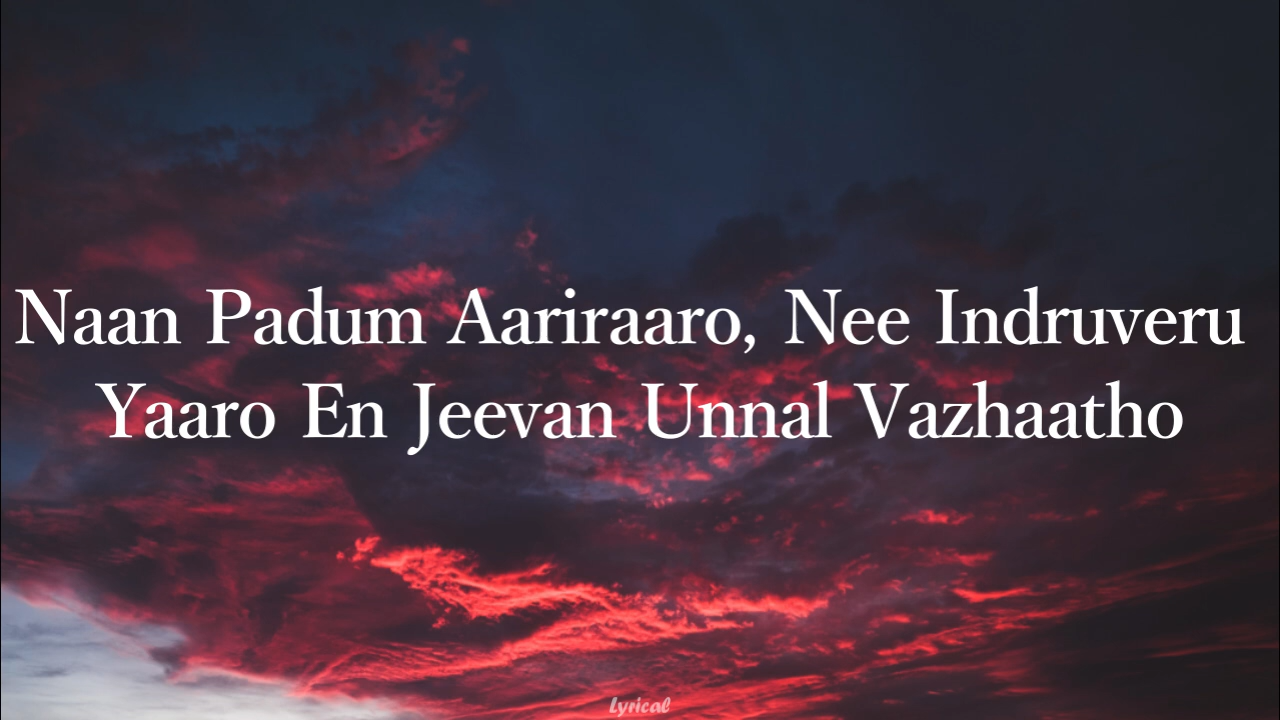 Naan Padum Aariraaro, Nee Indruveru
Yaaro En Jeevan Unnal Vazhaatho
Lyrical